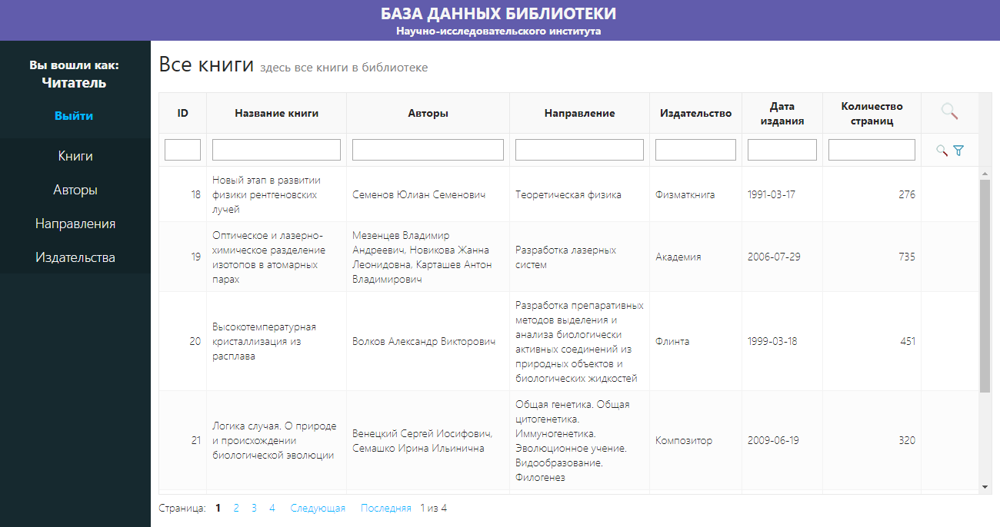 БАЗА ДАННЫХ БИБЛИОТЕКИ
Научно-исследовательского института
Вы вошли как:
Читатель
Выйти
Книги
Авторы
Направления
Издательства
Все книги здесь все книги в библиотеке
ID Название книги Авторы Направление Издательство Дата издания Количество страниц
18 Новый этап в развитии физики рентгеновских лучей Семенов Юлиан Семенович Теоретическая физика Физматкнига 1991-03-17 276
19 Оптическое и лазерно-химическое разделение изотопов в атомарных парах Мезенцев Владимир Андреевич, Новикова Жанна Леонидовна, Карташев Антон Владимирович Разработка лазерных систем Академия 2006-07-29 735
20 Высокотемпературная кристаллизация из расплава Волков Александр Викторович Разработка препаративных методов выделения и анализа биологически активных соединений из природных объектов и биологических жидкостей Флинта 1999-03-18 451
21 Логика случая. О природе и происхождении биологической эволюции Венецкий Сергей Иосифович, Семашко Ирина Ильинична Общая генетика. Общая цитогенетика. Иммуногенетика. Эволюционное учение. Видообразование. Филогенез Композитор 2009-06-19 320
Страница: 1 2 3 4 Следующая Последняя 1 из 4